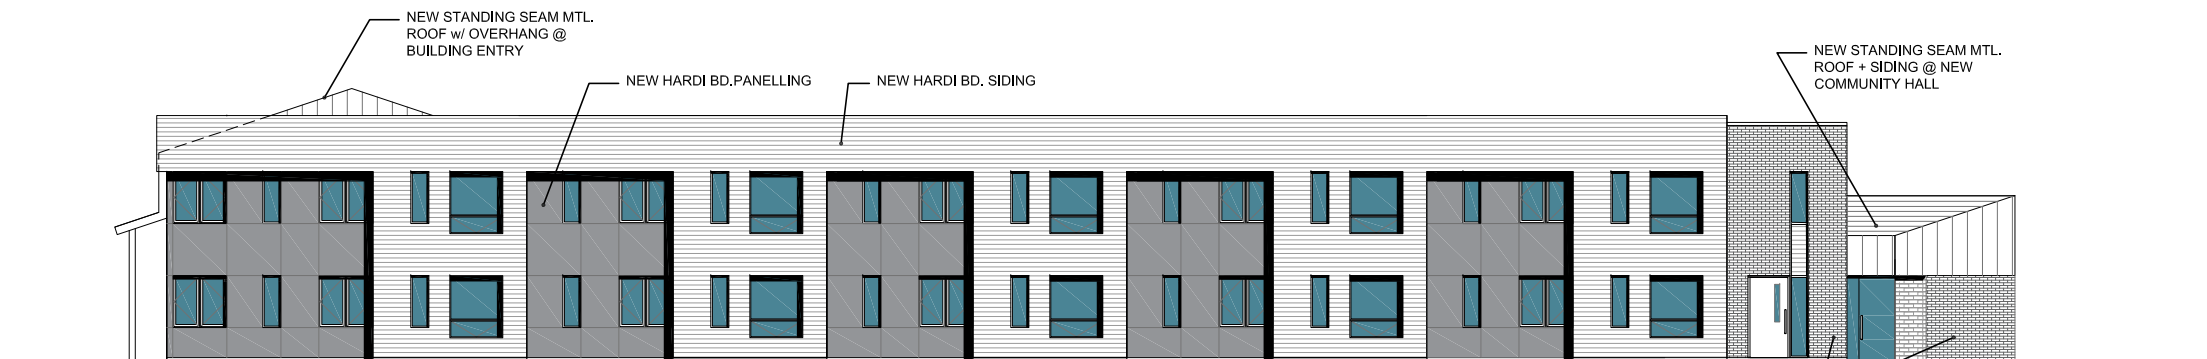 NEW STANDING SEAM MTL.
ROOF w/ OVERHANG @
BUILDING ENTRY
NEW HARDI BD.PANELLING
NEW HARDI BD. SIDING
NEW STANDING SEAM MTL.
ROOF + SIDING @ NEW
COMMUNITY HALL